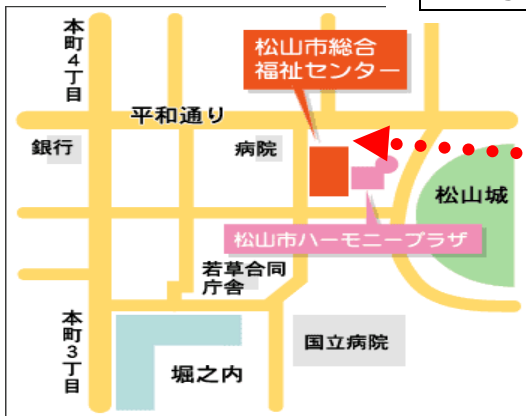 本町4丁目
松山市総合
福祉センター
平和通り
銀行
病院
松山城
松山市ハーモニープラザ
若草合同
庁舎
本町3丁目
国立病院
堀之内